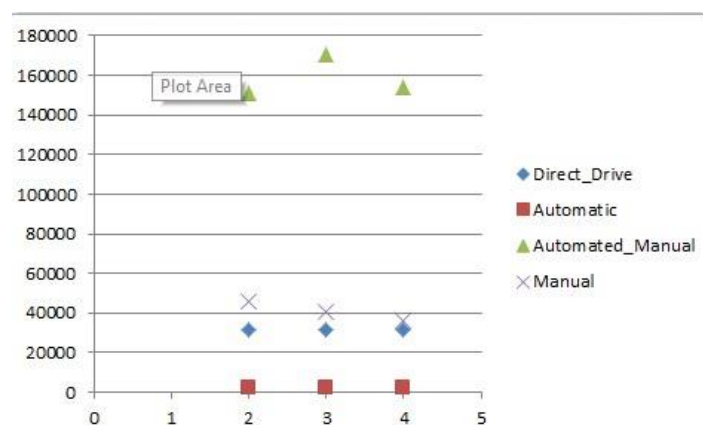 180000
160000
140000
120000
100000
80000
60000
40000
20000
0
Plot Area
0 1 2 3 4 5
Direct_Drive
Automatic
Automated_Manual
Manual